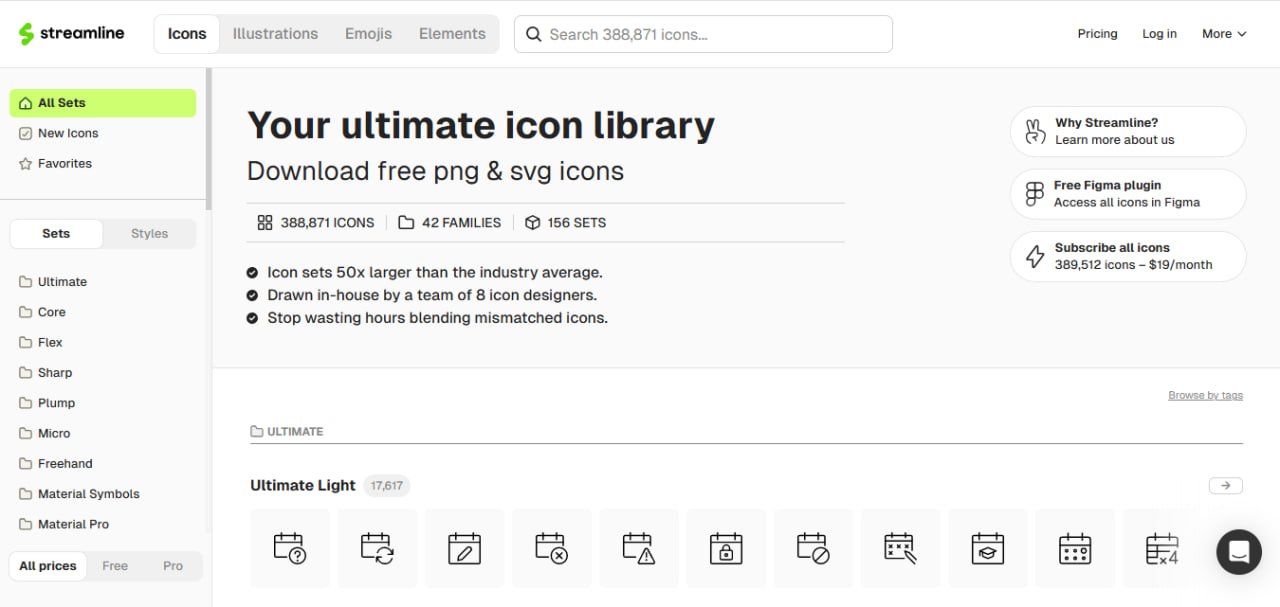 streamline
Icons
Illustrations
Emojis
Elements
Search 388,871 icons...
Pricing
Log in
More
All Sets
New Icons
Favorites
Sets
Styles
Ultimate
Core
Flex
Sharp
Plump
Micro
Freehand
Material Symbols
Material Pro
All prices
Free
Pro
Your ultimate icon library
Download free png & svg icons
388,871 ICONS
42 FAMILIES
156 SETS
Icon sets 50x larger than the industry average.
Drawn in-house by a team of 8 icon designers.
Stop wasting hours blending mismatched icons.
Why Streamline?
Learn more about us
Free Figma plugin
Access all icons in Figma
Subscribe all icons
389,512 icons – $19/month
Browse by tags
ULTIMATE
Ultimate Light
17,617
×4